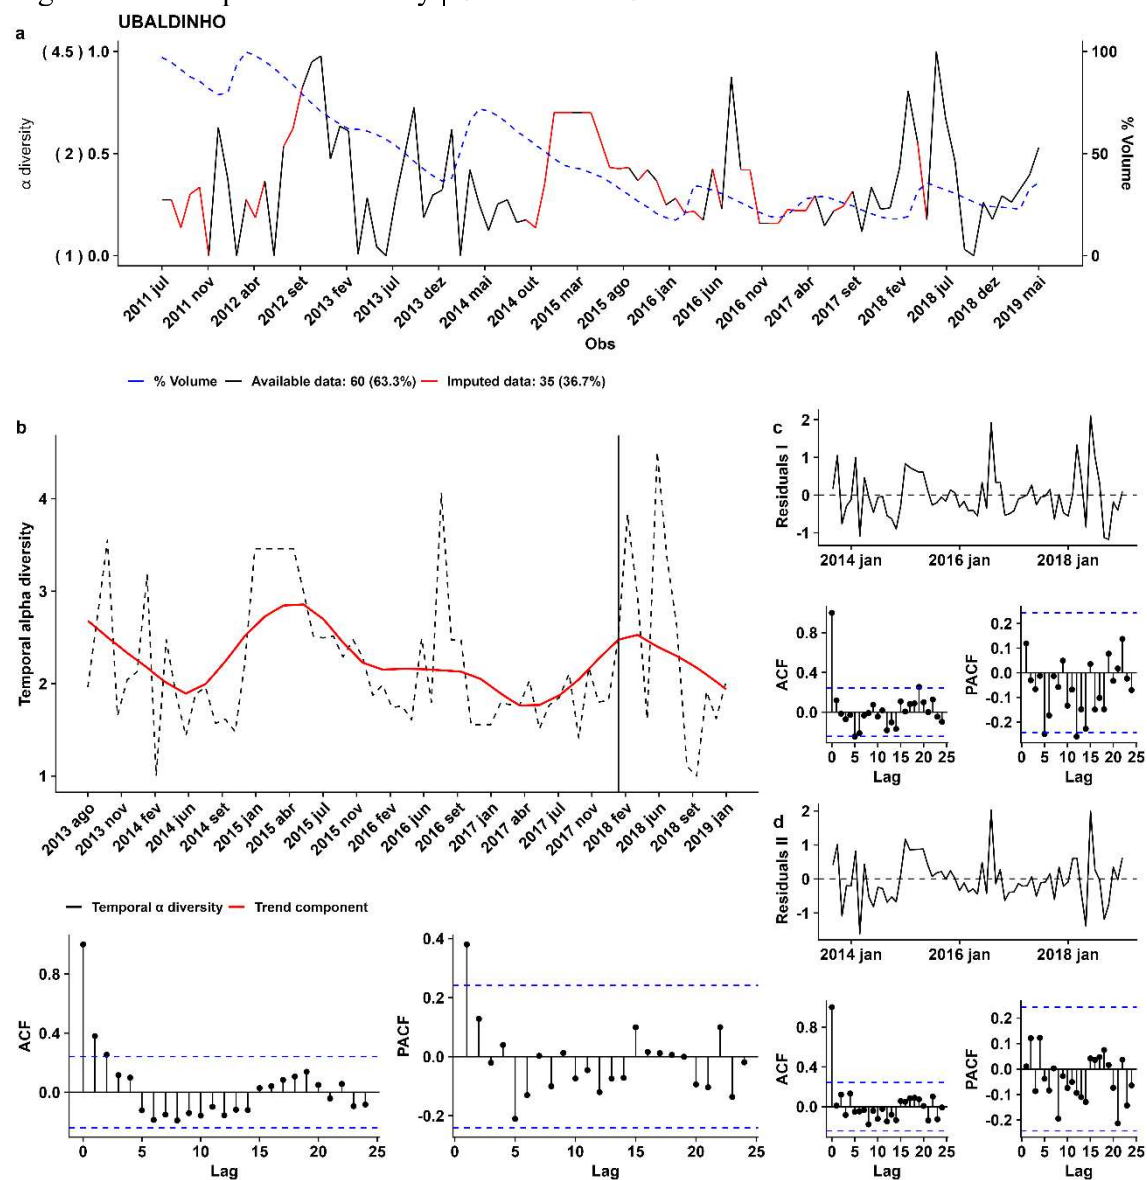 UBALDINHO
a
α diversity
( 4.5 ) 1.0
( 2 ) 0.5
( 1 ) 0.0
100
50
0
% Volume
2011 jul
2011 nov
2012 abr
2012 set
2013 fev
2013 jul
2013 dez
2014 mai
2014 out
2015 mar
2015 ago
2016 jan
2016 jun
2016 nov
2017 abr
2017 set
2018 fev
2018 jul
2018 dez
2019 mai
Obs
% Volume Available data: 60 (63.3%) Imputed data: 35 (36.7%)
b
Temporal alpha diversity
4
3
2
1
2013 ago
2013 nov
2014 fev
2014 jun
2014 set
2015 jan
2015 abr
2015 jul
2015 nov
2016 fev
2016 jun
2016 set
2017 jan
2017 abr
2017 jul
2017 nov
2018 fev
2018 jun
2018 set
2019 jan
Temporal α diversity Trend component
ACF
0.8
0.4
0.0
0 5 10 15 20 25
Lag
PACF
0.4
0.2
0.0
-0.2
0 5 10 15 20 25
Lag
c
Residuals I
2
1
0
-1
2014 jan 2016 jan 2018 jan
ACF
0.8
0.4
0.0
0 5 10 15 20 25
Lag
PACF
0.2
0.1
0.0
-0.1
-0.2
0 5 10 15 20 25
Lag
d
Residuals II
2
1
0
-1
2014 jan 2016 jan 2018 jan
ACF
0.8
0.4
0.0
0 5 10 15 20 25
Lag
PACF
0.2
0.1
0.0
-0.1
-0.2
0 5 10 15 20 25
Lag